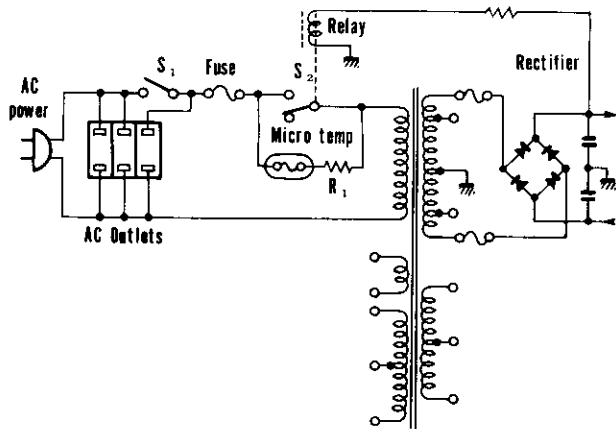 Relay
S₁
Fuse
S₂
Rectifier
AC
power
Micro temp
R₁
AC Outlets